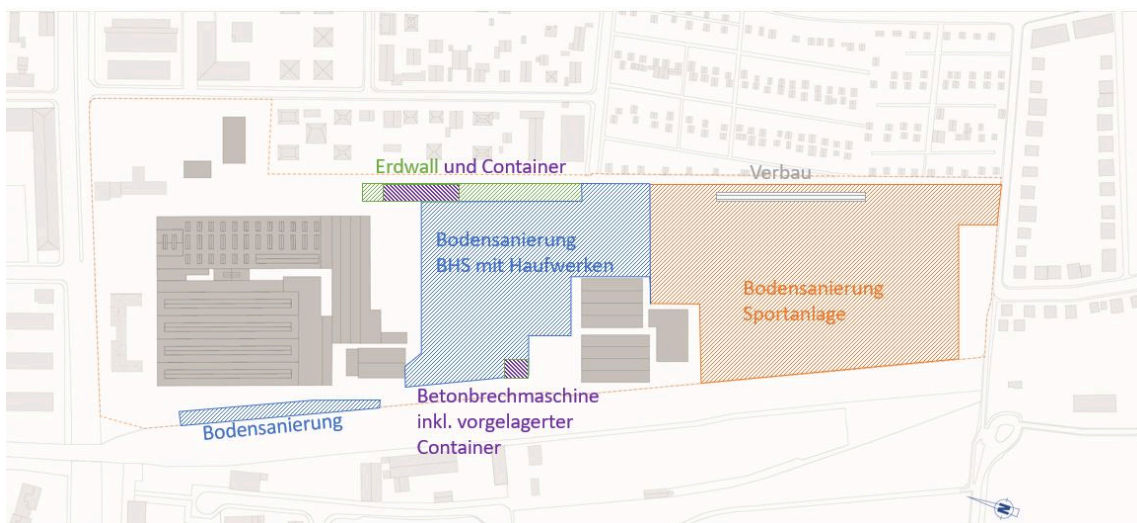 Erdwall und Container
Verbau
Bodensanierung
BHS mit Haufwerken
Bodensanierung
Sportanlage
Betonbrechmaschine
inkl. vorgelagerter
Container
Bodensanierung
N